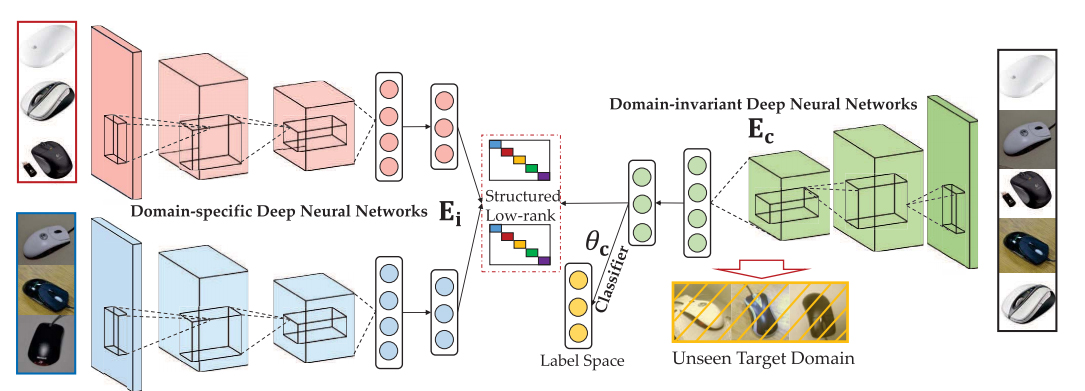 Domain-specific Deep Neural Networks E_i
Structured
Low-rank
Domain-invariant Deep Neural Networks
E_c
θ_c
Classifier
Label Space
Unseen Target Domain